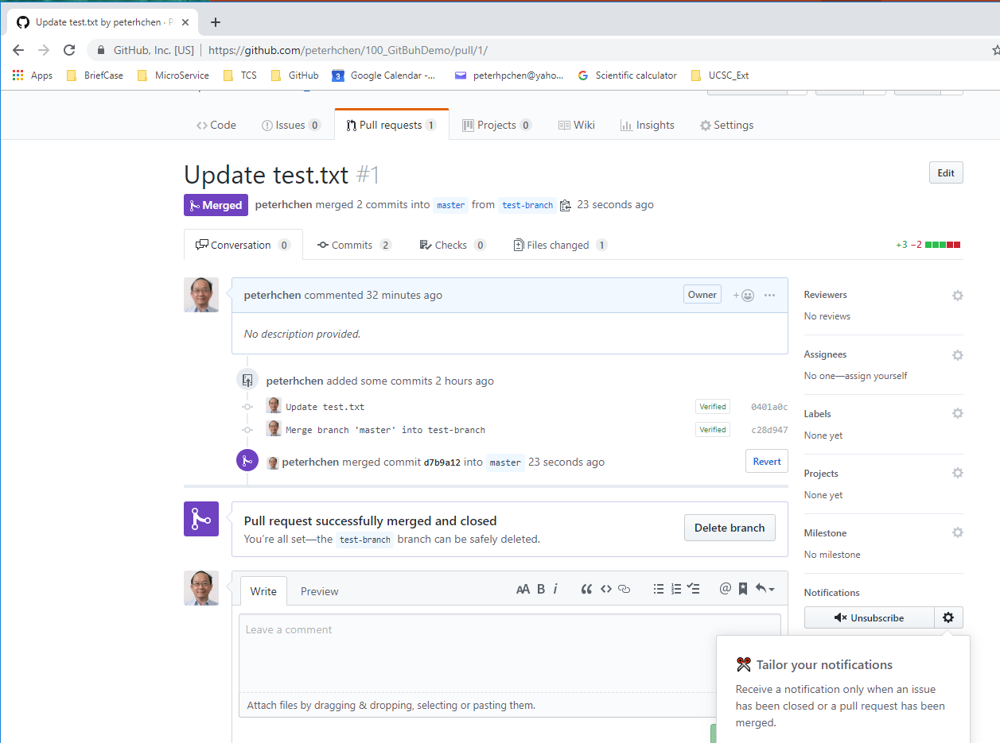 Update test.txt by peterhchen · P
GitHub, Inc. [US] | https://github.com/peterhchen/100_GitBuhDemo/pull/1/
Apps BriefCase MicroService TCS GitHub 3 Google Calendar -... peterhpchen@yaho... G Scientific calculator UCSC_Ext
Code Issues 0 Pull requests 1 Projects 0 Wiki Insights Settings
Update test.txt #1 Edit
Merged peterhchen merged 2 commits into master from test-branch 23 seconds ago
Conversation 0 Commits 2 Checks 0 Files changed 1 +3 −2
peterhchen commented 32 minutes ago Owner + ...
No description provided.
peterhchen added some commits 2 hours ago
Update test.txt Verified 0401a0c
Merge branch 'master' into test-branch Verified c28d947
peterhchen merged commit d7b9a12 into master 23 seconds ago Revert
Pull request successfully merged and closed
You’re all set—the test-branch branch can be safely deleted.
Delete branch
Write Preview AA B i “ <> @
Leave a comment
Attach files by dragging & dropping, selecting or pasting them.
Reviewers
No reviews
Assignees
No one—assign yourself
Labels
None yet
Projects
None yet
Milestone
No milestone
Notifications
Unsubscribe
Tailor your notifications
Receive a notification only when an issue
has been closed or a pull request has been
merged.